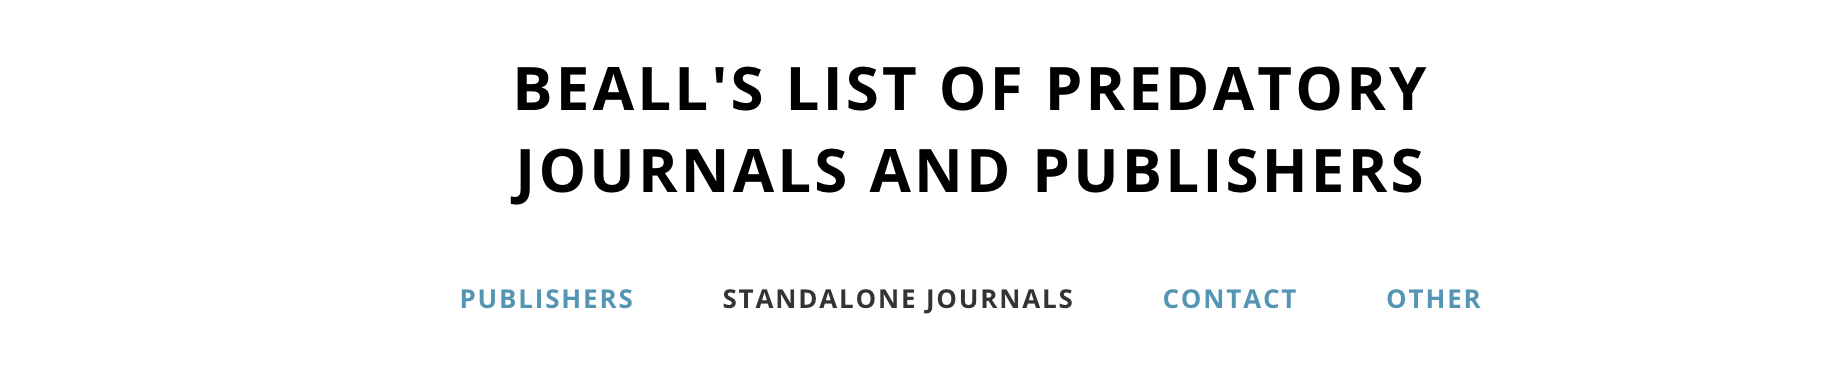 BEALL'S LIST OF PREDATORY
JOURNALS AND PUBLISHERS
PUBLISHERS STANDALONE JOURNALS CONTACT OTHER